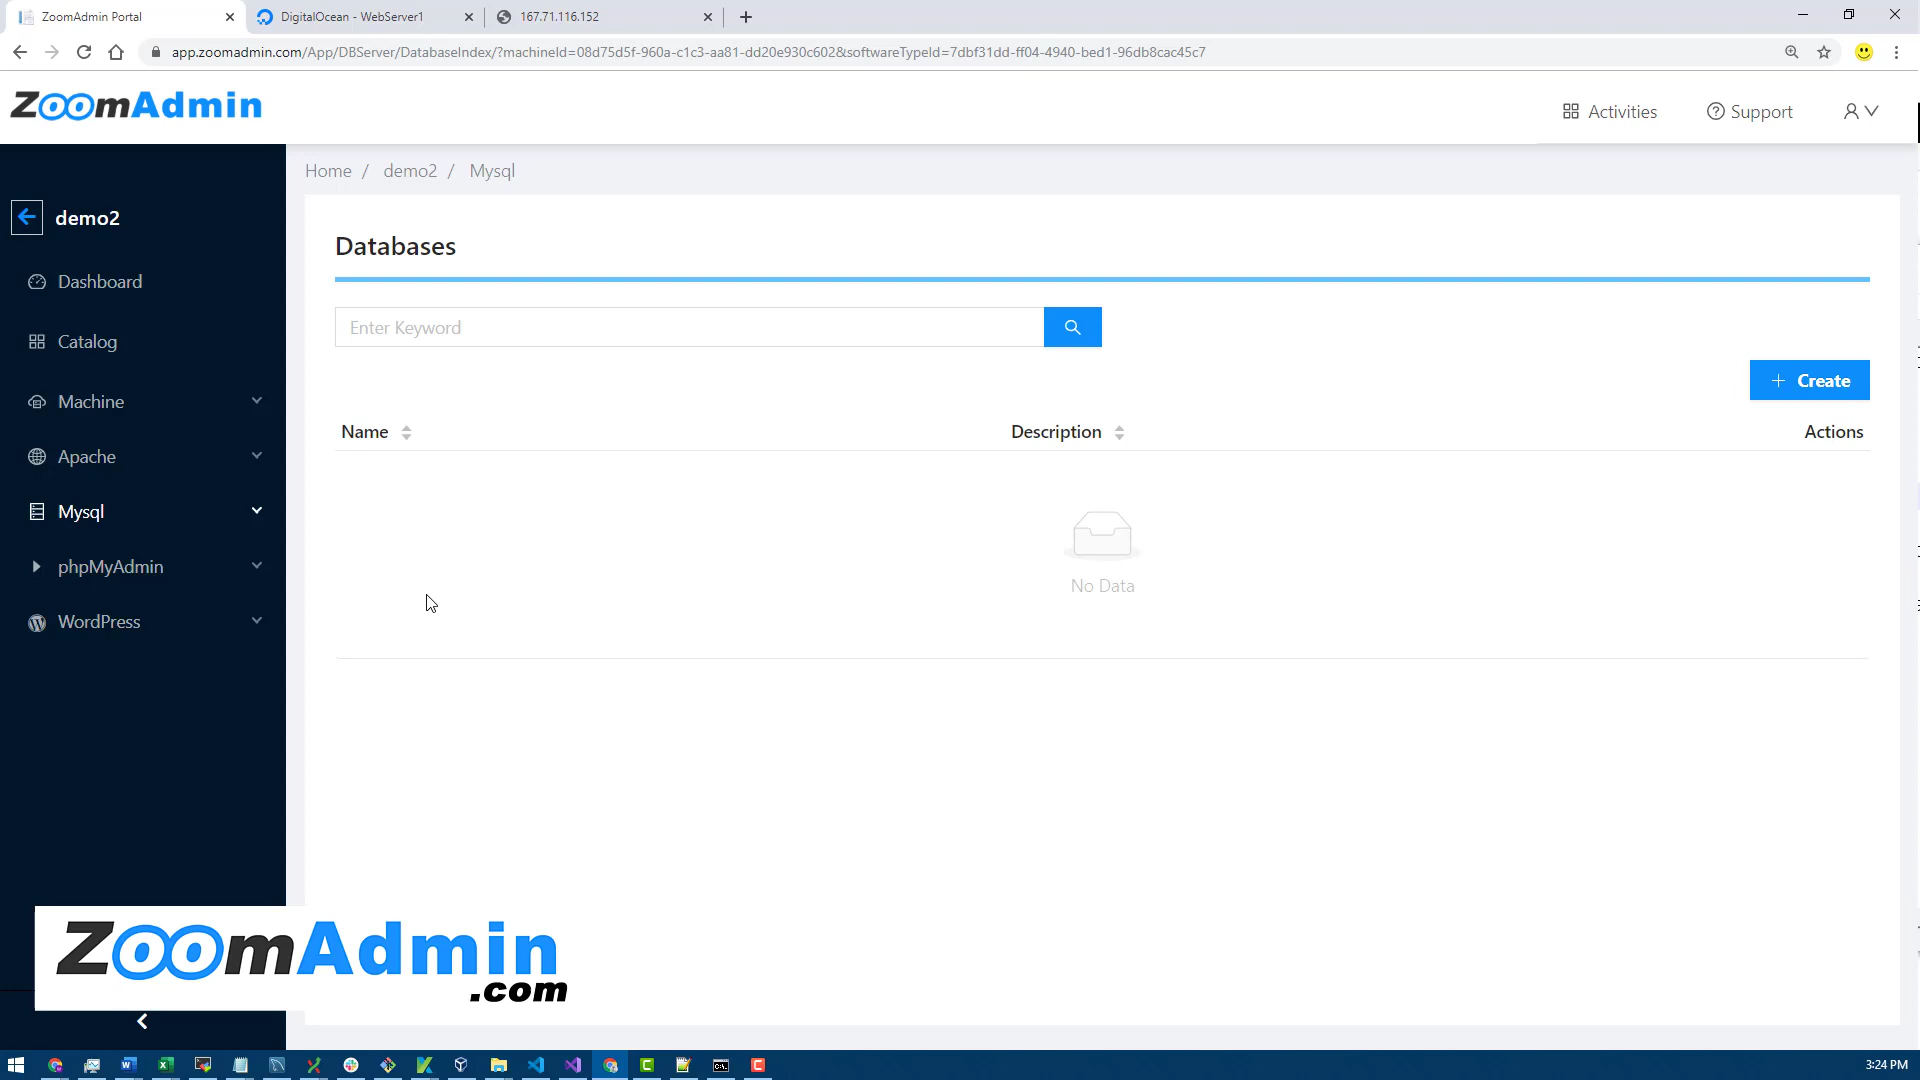 ZoomAdmin Portal
DigitalOcean - WebServer1
167.71.116.152
app.zoomadmin.com/App/DBServer/DatabaseIndex/?machineId=08d75d5f-960a-c1c3-aa81-dd20e930c602&softwareTypeId=7dbf31dd-ff04-4940-bed1-96db8cac45c7
ZoomAdmin
Activities
Support
Home / demo2 / Mysql
demo2
Dashboard
Catalog
Machine
Apache
Mysql
phpMyAdmin
WordPress
Databases
Enter Keyword
+ Create
Name Description Actions
No Data
ZoomAdmin
.com
3:24 PM